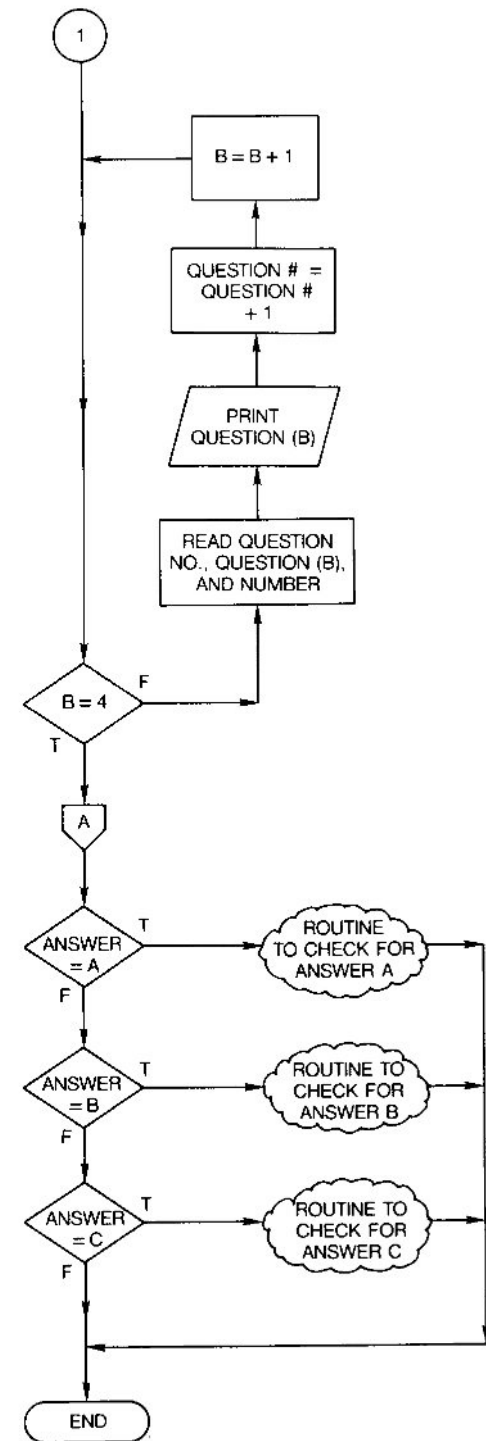 1
B = B + 1
QUESTION # =
QUESTION #
+ 1
PRINT
QUESTION (B)
READ QUESTION
NO., QUESTION (B),
AND NUMBER
B = 4
F
T
A
ANSWER
= A
T
F
ROUTINE
TO CHECK FOR
ANSWER A
ANSWER
= B
T
F
ROUTINE TO
CHECK FOR
ANSWER B
ANSWER
= C
T
F
ROUTINE TO
CHECK FOR
ANSWER C
END